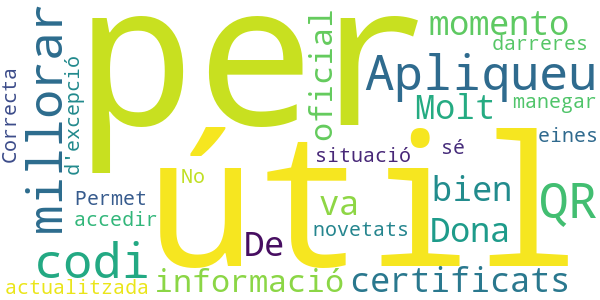 per
útil
millorar
Apliqueu
momento
darreres
oficial
Molt
manegar
eines
Correcta
d'excepció
situació
sé
No
QR
bien
va
Permet
accedir
De
novetats
Dona
codi
actualitzada
informació
certificats